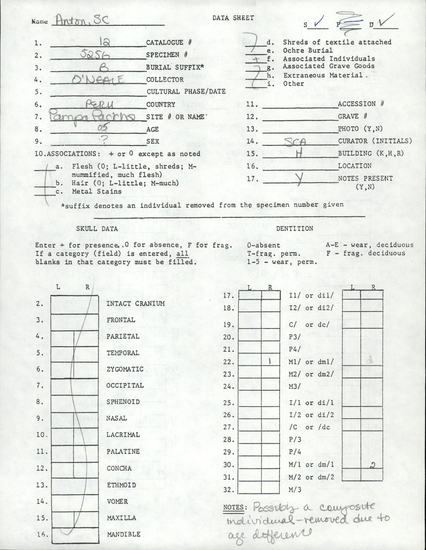 Name Anton, SC DATA SHEET S ✓ P U ✓
1. 12 CATALOGUE #
2. 5256 SPECIMEN #
3. B BURIAL SUFFIX*
4. O'NEALE COLLECTOR
5. CULTURAL PHASE/DATE
6. PERU COUNTRY
7. Pampa SITE # OR NAME
8. 05 AGE
9. ? SEX
10. ASSOCIATIONS: + or 0 except as noted
a. Flesh (0; L-little, shreds; M-
mummified, much flesh)
b. Hair (0; L-little; M-much)
c. Metal Stains
d. Shreds of textile attached
e. Ochre Burial
+ f. Associated Individuals
g. Associated Grave Goods
h. Extraneous Material.
i. Other
11. ACCESSION #
12. GRAVE #
13. PHOTO (Y,N)
14. SCA CURATOR (INITIALS)
15. H BUILDING (K,H,R)
16. LOCATION
17. Y NOTES PRESENT
(Y,N)
*suffix denotes an individual removed from the specimen number given
SKULL DATA
Enter + for presence, 0 for absence, F for frag.
If a category (field) is entered, all
blanks in that category must be filled.
L R
2. INTACT CRANIUM
3. FRONTAL
4. PARIETAL
5. TEMPORAL
6. ZYGOMATIC
7. OCCIPITAL
8. SPHENOID
9. NASAL
10. LACRIMAL
11. PALATINE
12. CONCHA
13. ETHMOID
14. VOMER
15. MAXILLA
16. MANDIBLE
DENTITION
0-absent A-E - wear, deciduous
T-frag. perm. F - frag. deciduous
1-5 - wear, perm.
L R L R
17. I1/ or di1/
18. I2/ or di2/
19. C/ or dc/
20. P3/
21. P4/
22. 1 M1/ or dm1/
23. M2/ or dm2/
24. M3/
25. I/1 or di/1
26. I/2 or di/2
27. /C or /dc
28. P/3
29. P/4
30. M/1 or dm/1 2
31. M/2 or dm/2
32. M/3
NOTES: Possibly a composite
individual - removed due to
age difference